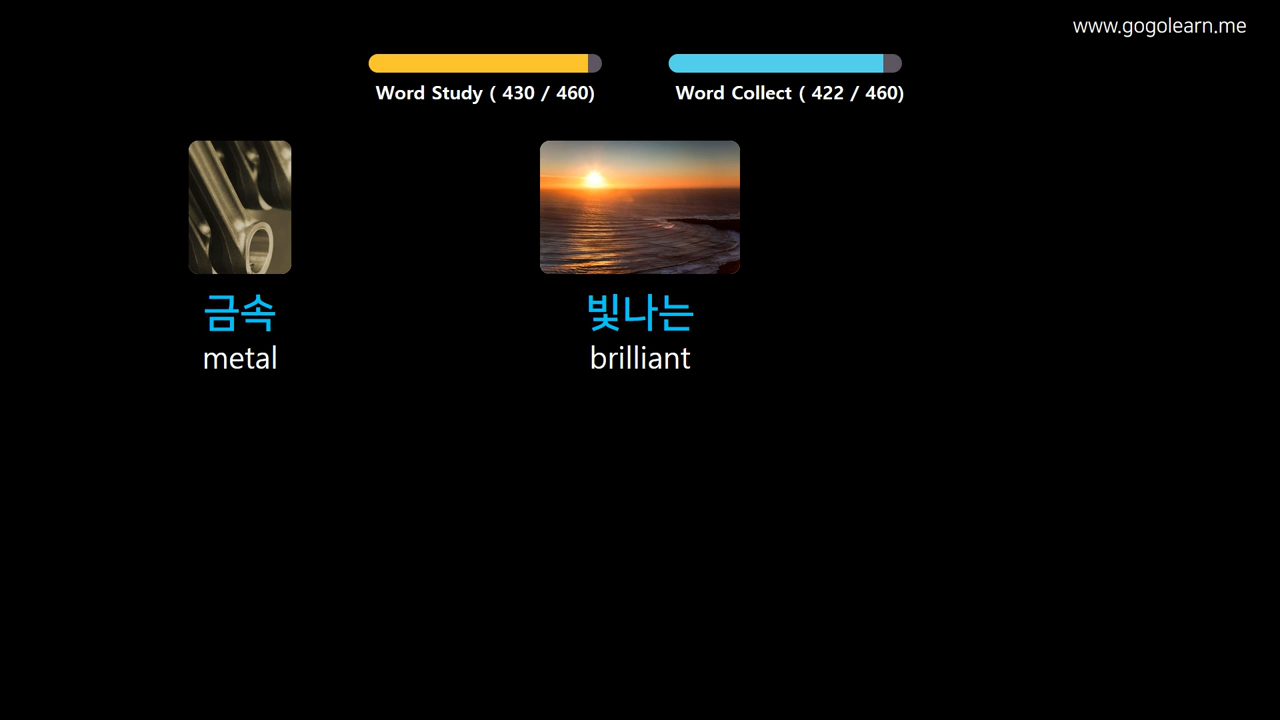 www.gogolearn.me
Word Study ( 430 / 460)
Word Collect ( 422 / 460)
금속
metal
빛나는
brilliant